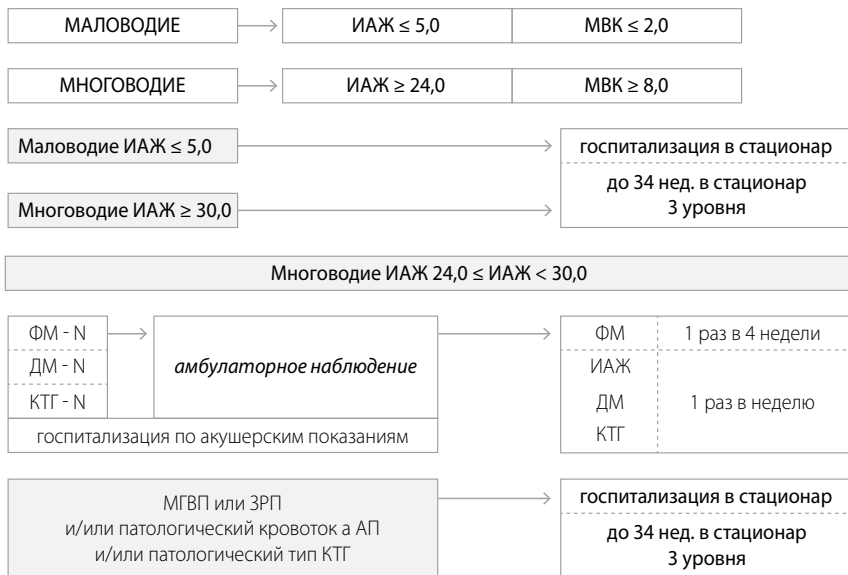 МАЛОВОДИЕ ИАЖ ≤ 5,0 МВК ≤ 2,0
МНОГОВОДИЕ ИАЖ ≥ 24,0 МВК ≥ 8,0
Маловодие ИАЖ ≤ 5,0
Многоводие ИАЖ ≥ 30,0
госпитализация в стационар
до 34 нед. в стационар
3 уровня
Многоводие ИАЖ 24,0 ≤ ИАЖ < 30,0
ФМ - N
ДМ - N
КТГ - N
амбулаторное наблюдение
госпитализация по акушерским показаниям
ФМ 1 раз в 4 недели
ИАЖ
ДМ 1 раз в неделю
КТГ
МГВП или ЗРП
и/или патологический кровоток а АП
и/или патологический тип КТГ
госпитализация в стационар
до 34 нед. в стационар
3 уровня